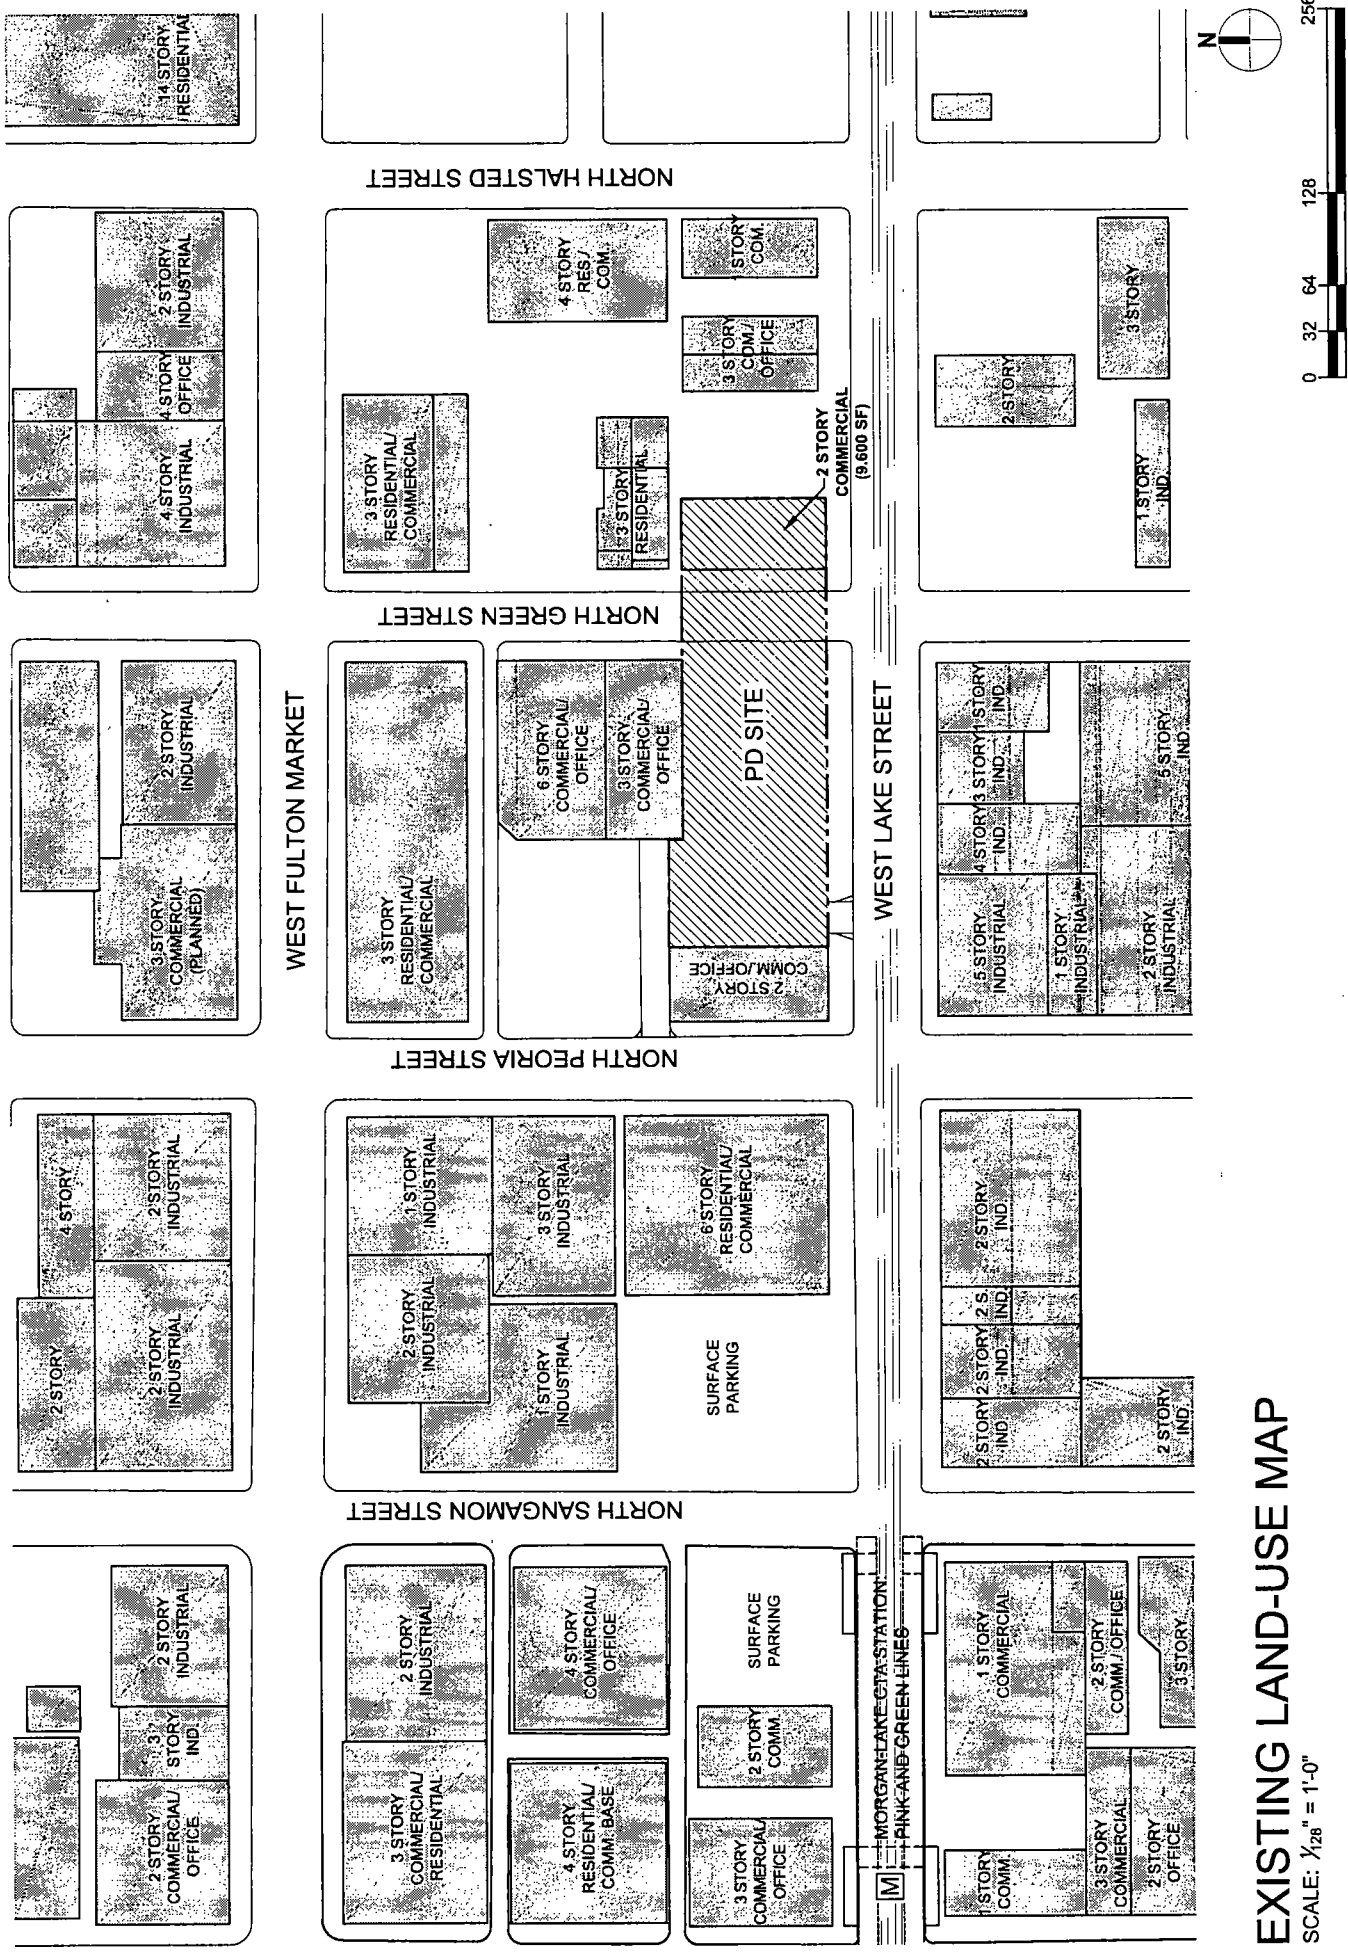 14 STORY
RESIDENTIAL
2 STORY
INDUSTRIAL
4 STORY
OFFICE
4 STORY
INDUSTRIAL
2 STORY
INDUSTRIAL
3 STORY
COMMERCIAL
(PLANNED)
4 STORY
2 STORY
INDUSTRIAL
2 STORY
2 STORY
INDUSTRIAL
2 STORY
INDUSTRIAL
3
STORY
IND.
2 STORY
COMMERCIAL/
OFFICE
WEST FULTON MARKET
NORTH HALSTED STREET
4 STORY
RES./
COM.
STORY
COM.
3 STORY
COM./
OFFICE
3 STORY
RESIDENTIAL/
COMMERCIAL
3 STORY
RESIDENTIAL
2 STORY
COMMERCIAL
(9.600 SF)
NORTH GREEN STREET
6 STORY
COMMERCIAL/
OFFICE
3 STORY
COMMERCIAL/
OFFICE
PD SITE
3 STORY
RESIDENTIAL/
COMMERCIAL
2 STORY
COMM./OFFICE
NORTH PEORIA STREET
1 STORY
INDUSTRIAL
3 STORY
INDUSTRIAL
6 STORY
RESIDENTIAL/
COMMERCIAL
2 STORY
INDUSTRIAL
1 STORY
INDUSTRIAL
SURFACE
PARKING
NORTH SANGAMON STREET
2 STORY
INDUSTRIAL
4 STORY
COMMERCIAL/
OFFICE
SURFACE
PARKING
3 STORY
COMMERCIAL/
RESIDENTIAL
4 STORY
RESIDENTIAL/
COMM. BASE
2 STORY
COMM.
3 STORY
COMMERCIAL/
OFFICE
WEST LAKE STREET
M
MORGAN-LAKE CTA STATION
PINK AND GREEN LINES
3 STORY
2 STORY
1 STORY
IND.
1 STORY
IND.
3 STORY
IND.
4 STORY
IND.
5 STORY
IND.
5 STORY
INDUSTRIAL
1 STORY
INDUSTRIAL
2 STORY
INDUSTRIAL
2 STORY
IND.
2 S.
IND.
2 STORY
IND.
2 STORY
IND.
2 STORY
IND.
1 STORY
COMMERCIAL
2 STORY
COMM./ OFFICE
3 STORY
1 STORY
COMM.
3 STORY
COMMERCIAL
2 STORY
OFFICE
N
0 32 64 128 256
EXISTING LAND-USE MAP
SCALE: 1/128" = 1'-0"